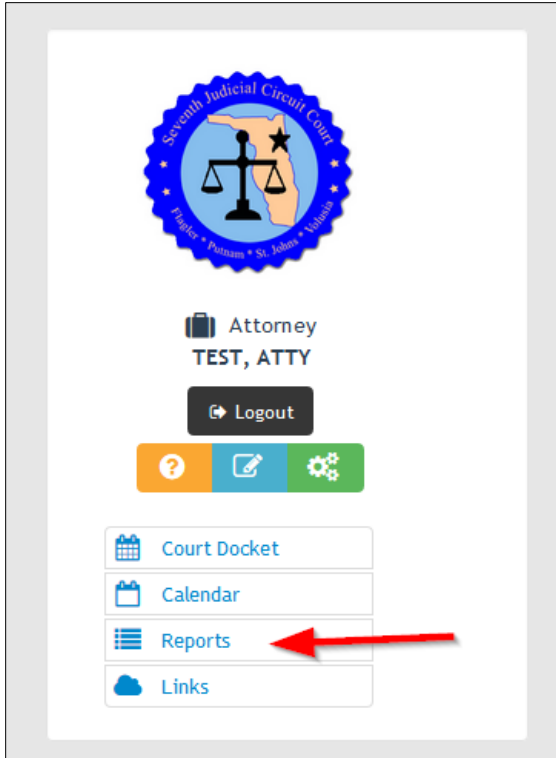 Seventh Judicial Circuit Court
Flagler * Putnam * St. Johns * Volusia
Attorney
TEST, ATTY
Logout
?
Court Docket
Calendar
Reports
Links